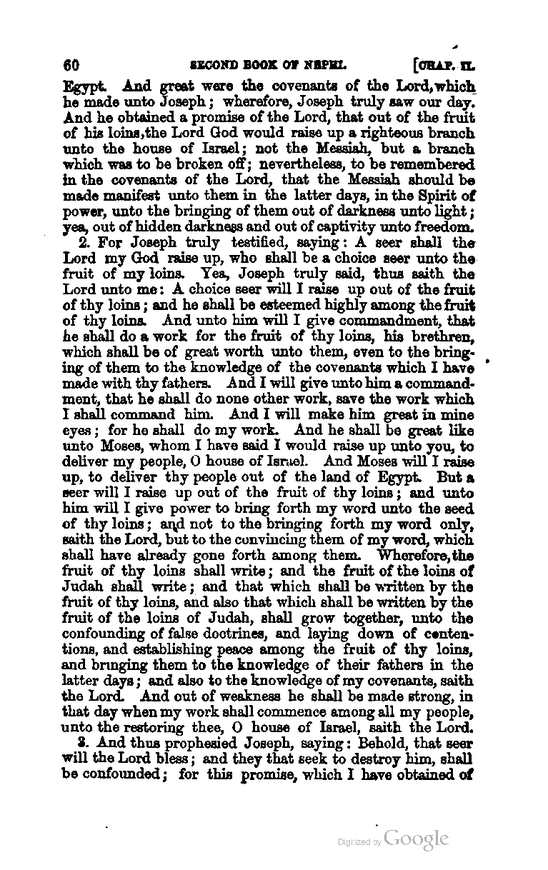 60 SECOND BOOK OF NEPHI. [CHAP. II.
Egypt. And great were the covenants of the Lord, which
he made unto Joseph; wherefore, Joseph truly saw our day.
And he obtained a promise of the Lord, that out of the fruit
of his loins, the Lord God would raise up a righteous branch
unto the house of Israel; not the Messiah, but a branch
which was to be broken off; nevertheless, to be remembered
in the covenants of the Lord, that the Messiah should be
made manifest unto them in the latter days, in the Spirit of
power, unto the bringing of them out of darkness unto light;
yea, out of hidden darkness and out of captivity unto freedom.
2. For Joseph truly testified, saying: A seer shall the
Lord my God raise up, who shall be a choice seer unto the
fruit of my loins. Yea, Joseph truly said, thus saith the
Lord unto me: A choice seer will I raise up out of the fruit
of thy loins; and he shall be esteemed highly among the fruit
of thy loins. And unto him will I give commandment, that
he shall do a work for the fruit of thy loins, his brethren,
which shall be of great worth unto them, even to the bring-
ing of them to the knowledge of the covenants which I have
made with thy fathers. And I will give unto him a command-
ment, that he shall do none other work, save the work which
I shall command him. And I will make him great in mine
eyes; for he shall do my work. And he shall be great like
unto Moses, whom I have said I would raise up unto you, to
deliver my people, O house of Israel. And Moses will I raise
up, to deliver thy people out of the land of Egypt. But a
seer will I raise up out of the fruit of thy loins; and unto
him will I give power to bring forth my word unto the seed
of thy loins; and not to the bringing forth my word only,
saith the Lord, but to the convincing them of my word, which
shall have already gone forth among them. Wherefore, the
fruit of thy loins shall write; and the fruit of the loins of
Judah shall write; and that which shall be written by the
fruit of thy loins, and also that which shall be written by the
fruit of the loins of Judah, shall grow together, unto the
confounding of false doctrines, and laying down of conten-
tions, and establishing peace among the fruit of thy loins,
and bringing them to the knowledge of their fathers in the
latter days; and also to the knowledge of my covenants, saith
the Lord. And out of weakness he shall be made strong, in
that day when my work shall commence among all my people,
unto the restoring thee, O house of Israel, saith the Lord.
3. And thus prophesied Joseph, saying: Behold, that seer
will the Lord bless; and they that seek to destroy him, shall
be confounded; for this promise, which I have obtained of
Digitized by Google